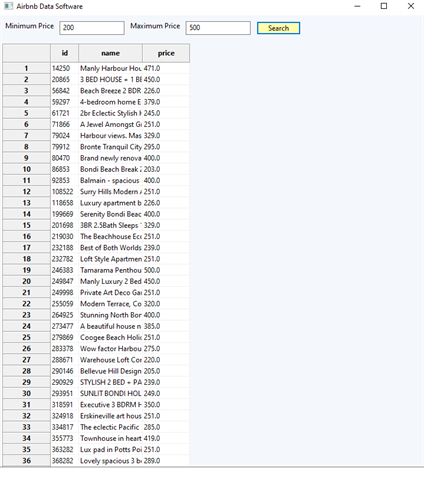 Airbnb Data Software
Minimum Price 200 Maximum Price 500 Search
id name price
1 14250 Manly Harbour Hou 471.0
2 20865 3 BED HOUSE + 1 BE 450.0
3 56842 Beach Breeze 2 BDR 226.0
4 59297 4-bedroom home E 379.0
5 61721 2br Eclectic Stylish H 245.0
6 71866 A Jewel Amongst G 251.0
7 79024 Harbour views. Mas 329.0
8 79912 Bronte Tranquil City 295.0
9 80470 Brand newly renova 400.0
10 86853 Bondi Beach Break 203.0
11 92853 Balmain - spacious 400.0
12 108522 Surry Hills Modern 251.0
13 118658 Luxury apartment b 226.0
14 199669 Serenity Bondi Beac 400.0
15 201698 3BR 2.5Bath Sleeps 329.0
16 219030 The Beachhouse Ec 251.0
17 232188 Best of Both Worlds 239.0
18 232782 Loft Style Apartmen 251.0
19 246383 Tamarama Penthou 500.0
20 249847 Manly Luxury 2 Bed 450.0
21 249998 Private Art Deco Ga 251.0
22 255059 Modern Terrace, Co 320.0
23 264925 Stunning North Bon 400.0
24 273477 A beautiful house n 385.0
25 279869 Coogee Beach Holi 251.0
26 283378 Wow factor Harbou 275.0
27 288671 Warehouse Loft Cor 220.0
28 290146 Bellevue Hill Design 205.0
29 290929 STYLISH 2 BED + PA 239.0
30 293951 SUNLIT BONDI HOL 249.0
31 318591 Executive 3 BDRM H 350.0
32 324918 Erskineville art hous 251.0
33 334817 The eclectic Pacific 285.0
34 355773 Townhouse in heart 419.0
35 363282 Lux pad in Potts Poi 251.0
36 368282 Lovely spacious 3 b 289.0